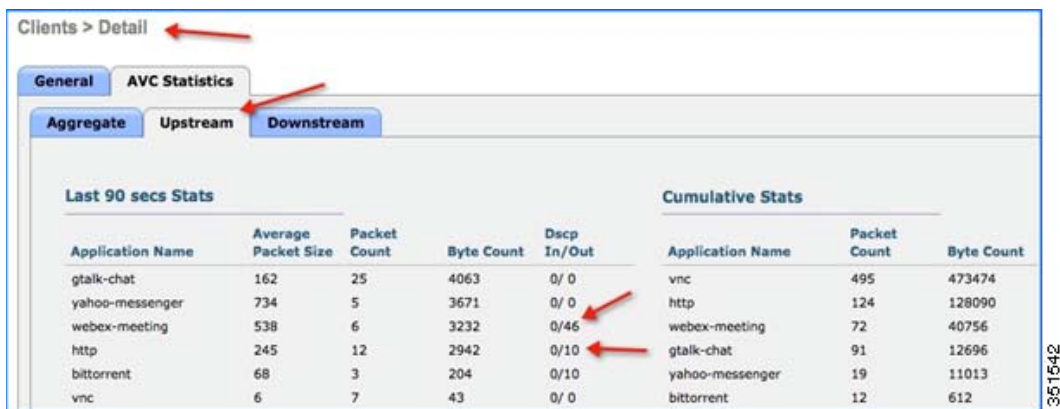 Clients > Detail
General AVC Statistics
Aggregate Upstream Downstream
Last 90 secs Stats
Application Name Average Packet Size Packet Count Byte Count Dscp In/Out
gtalk-chat 162 25 4063 0/ 0
yahoo-messenger 734 5 3671 0/ 0
webex-meeting 538 6 3232 0/46
http 245 12 2942 0/10
bittorrent 68 3 204 0/10
vnc 6 7 43 0/ 0
Cumulative Stats
Application Name Packet Count Byte Count
vnc 495 473474
http 124 128090
webex-meeting 72 40756
gtalk-chat 91 12696
yahoo-messenger 19 11013
bittorrent 12 612
351542